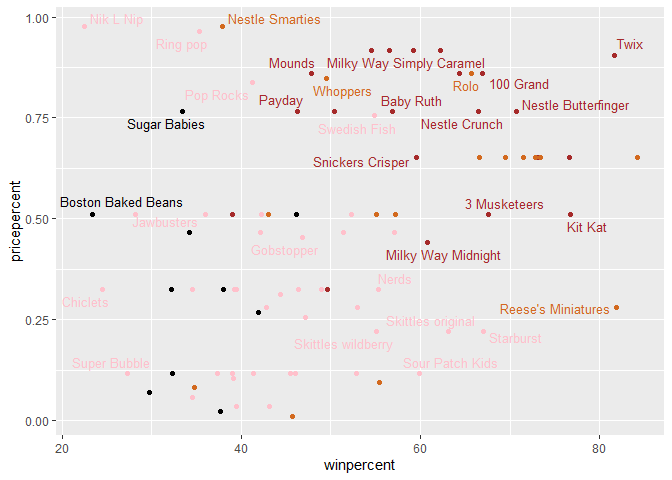 1.00
Nik L Nip
Nestle Smarties
Ring pop
Twix
Mounds
Milky Way Simply Caramel
Pop Rocks
Whoppers
Rolo
100 Grand
Payday
Baby Ruth
Nestle Butterfinger
0.75
Sugar Babies
Swedish Fish
Nestle Crunch
Snickers Crisper
Boston Baked Beans
3 Musketeers
0.50
Jawbusters
Kit Kat
Gobstopper
Milky Way Midnight
pricepercent
Nerds
Chiclets
Reese's Miniatures
0.25
Skittles original
Skittles wildberry
Starburst
Super Bubble
Sour Patch Kids
0.00
20
40
60
80
winpercent